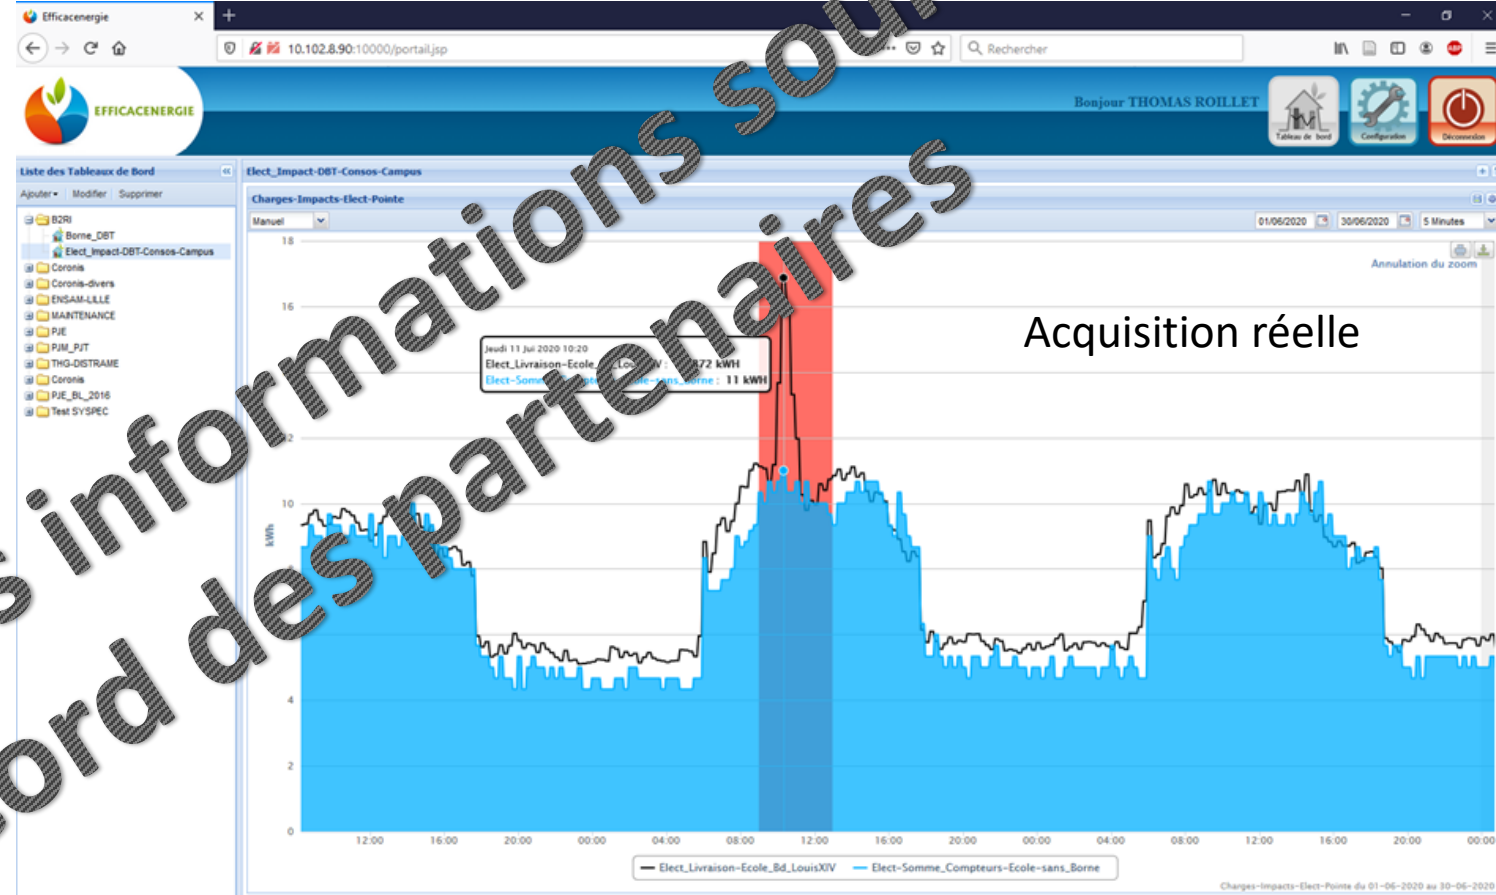 Efficacenergie
10.102.8.90:10000/portail.jsp
Rechercher
ABP
EFFICACENERGIE
Bonjour THOMAS ROILLET
Tableau de bord
Configuration
Déconnexion
Liste des Tableaux de Bord
Elect_Impact-DBT-Consos-Campus
Ajouter Modifier Supprimer
Charges-Impacts-Elect-Pointe
Manuel
01/06/2020 30/06/2020 5 Minutes
B2RI
Borne_DBT
Elect_Impact-DBT-Consos-Campus
Coronis
Coronis-divers
ENSAM-LILLE
MAINTENANCE
PJE
PJM_PJT
THG-DISTRAME
Coronis
PJE_BL_2016
Test SYSPEC
Annulation du zoom
Acquisition réelle
Jeudi 11 Jui 2020 10:20
Elect_Livraison-Ecole 872 kWH
11 kWH
18
16
10
4
2
0
kWh
12:00 16:00 20:00 00:00 04:00 08:00 12:00 16:00 20:00 00:00 04:00 08:00 12:00 16:00 20:00 00:00
Elect_Livraison-Ecole_Bd_LouisXIV Elect-Somme_Compteurs-Ecole-sans_Borne
Charges-Impacts-Elect-Pointe du 01-06-2020 au 30-06-2020
informations
des partenaires